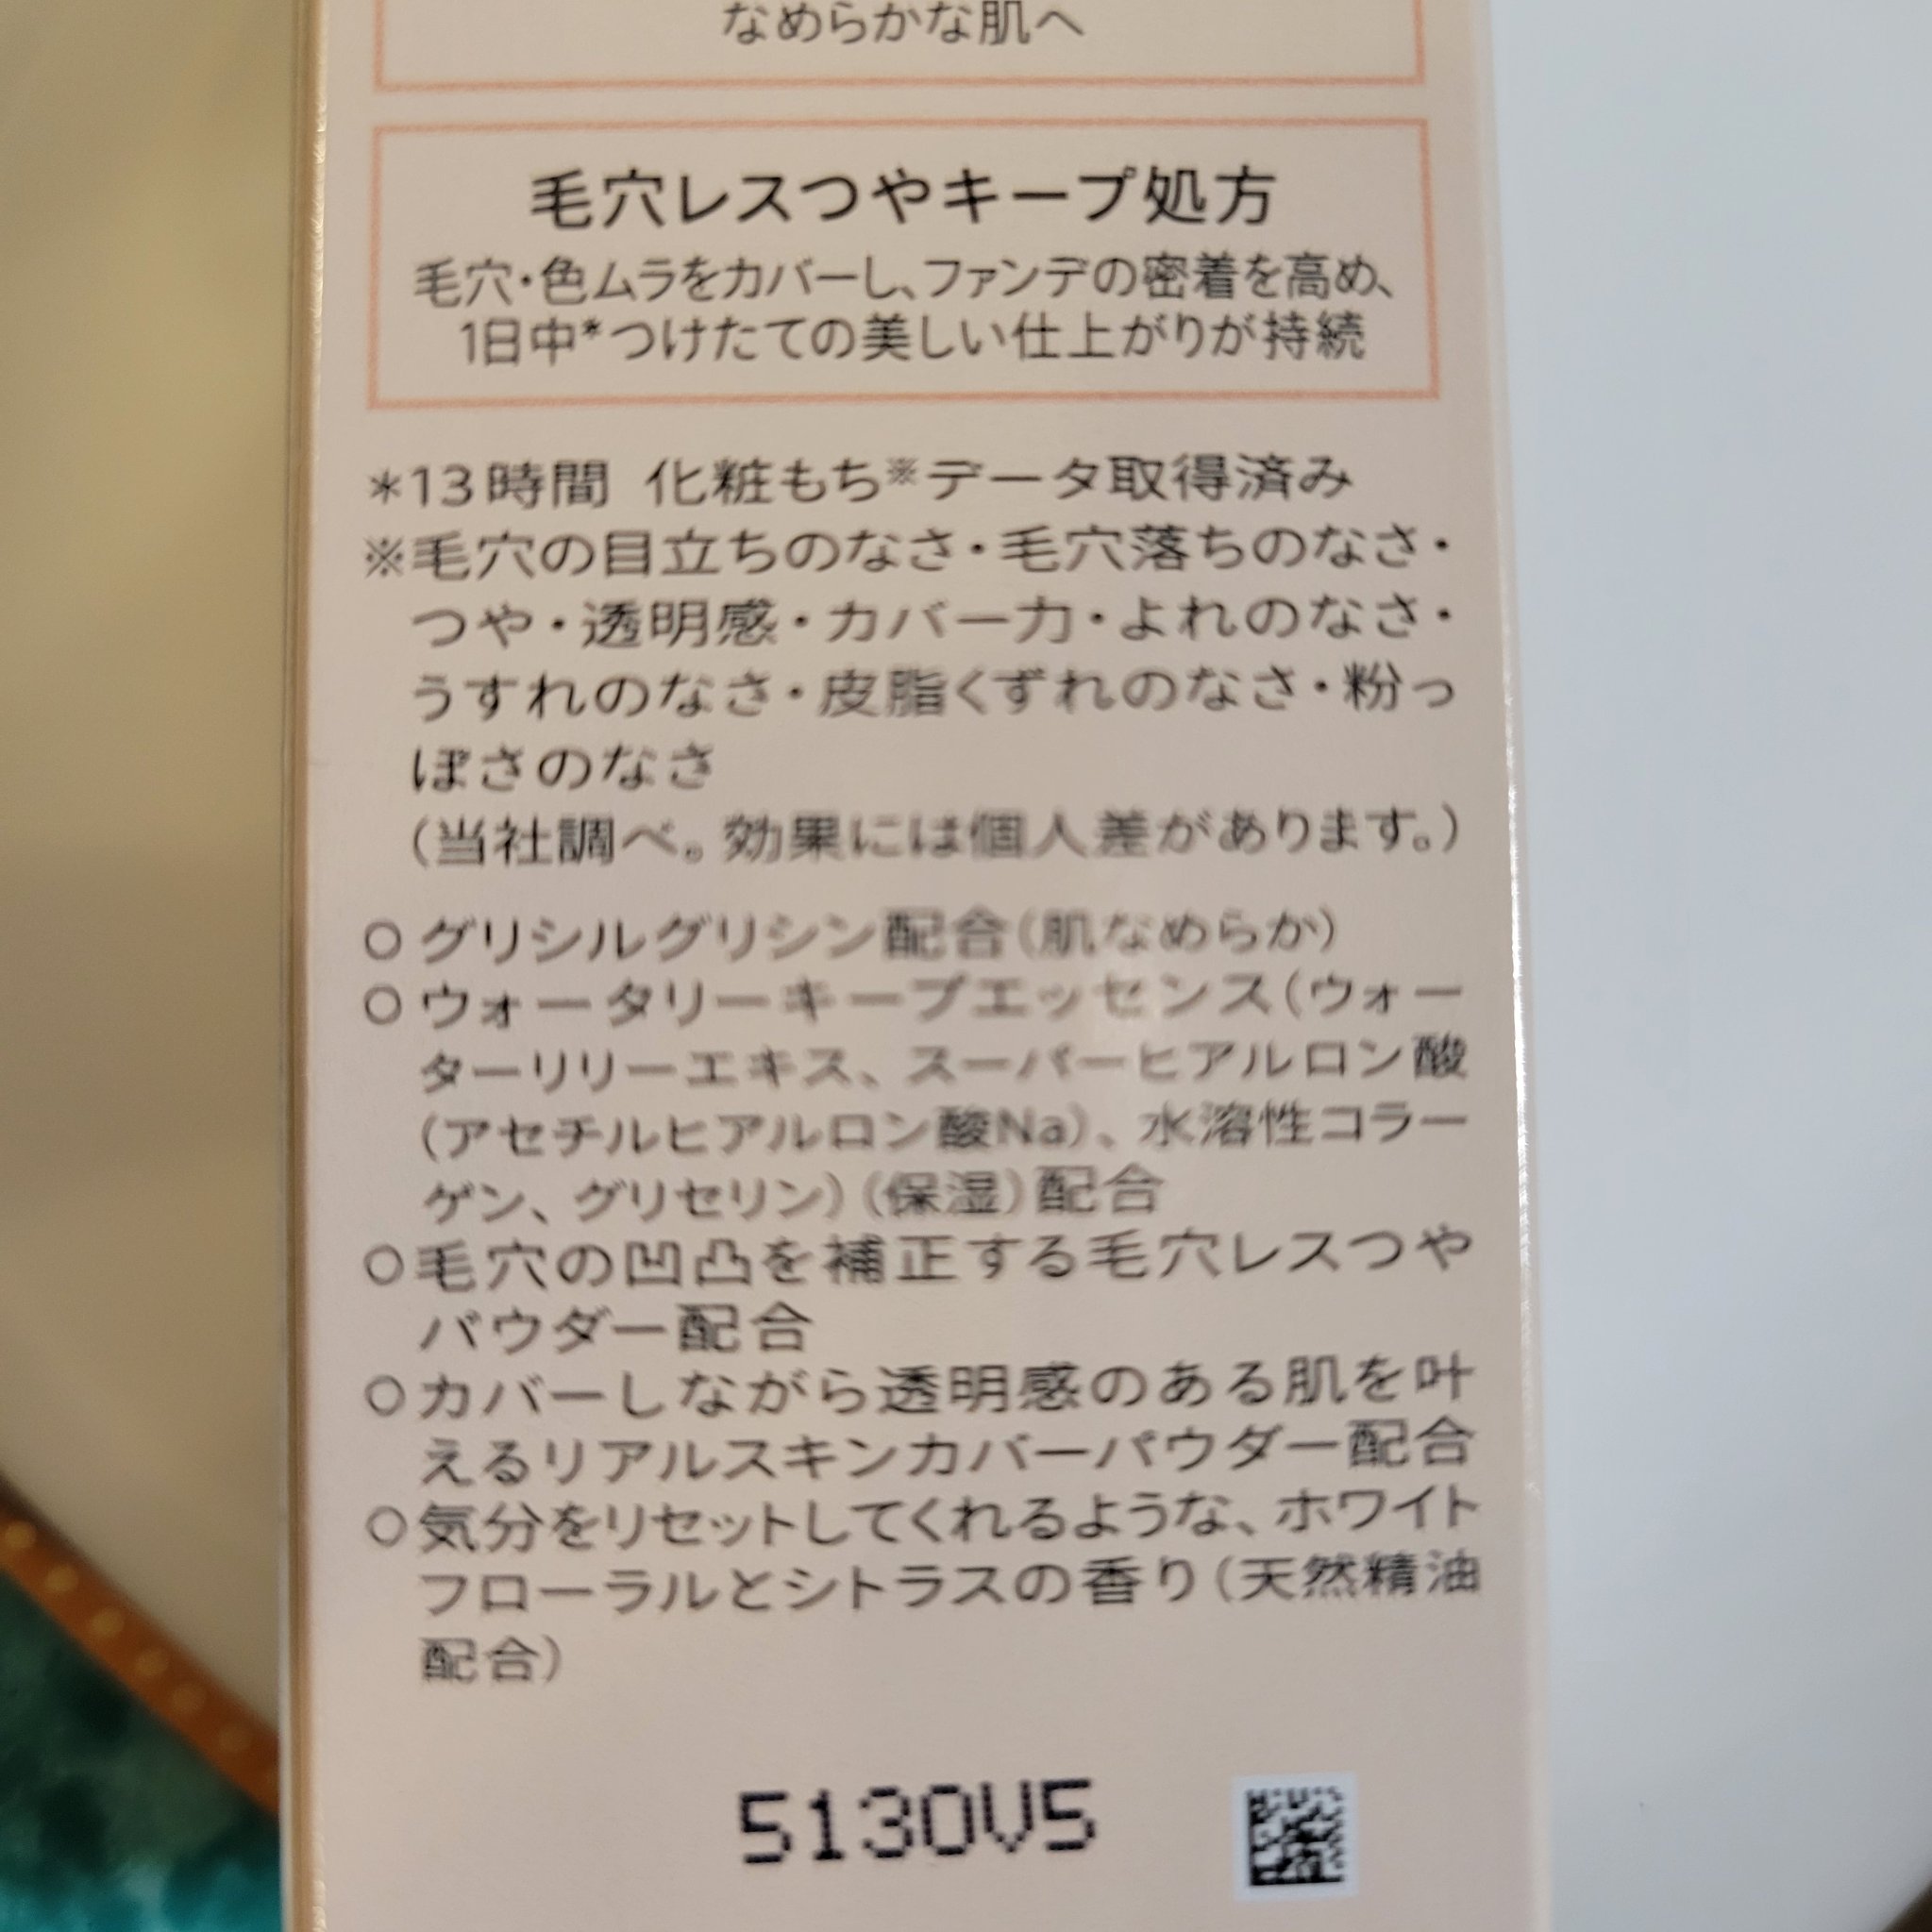 なめらかな肌へ
毛穴レスつやキープ処方
毛穴・色ムラをカバーし、ファンデの密着を高め、
1日中*つけたての美しい仕上がりが持続
*13時間 化粧もち※データ取得済み
※毛穴の目立ちのなさ・毛穴落ちのなさ・
つや・透明感・カバー力・よれのなさ・
うすれのなさ・皮脂くずれのなさ・粉っ
ぽさのなさ
(当社調べ。効果には個人差があります。)
○グリシルグリシン配合(肌なめらか)
○ウォータリーキープエッセンス(ウォー
ターリリーエキス、スーパーヒアルロン酸
(アセチルヒアルロン酸Na)、水溶性コラー
ゲン、グリセリン)(保湿)配合
○毛穴の凹凸を補正する毛穴レスつや
パウダー配合
○カバーしながら透明感のある肌を叶
えるリアルスキンカバーパウダー配合
○気分をリセットしてくれるような、ホワイト
フローラルとシトラスの香り(天然精油
配合)
5130V5